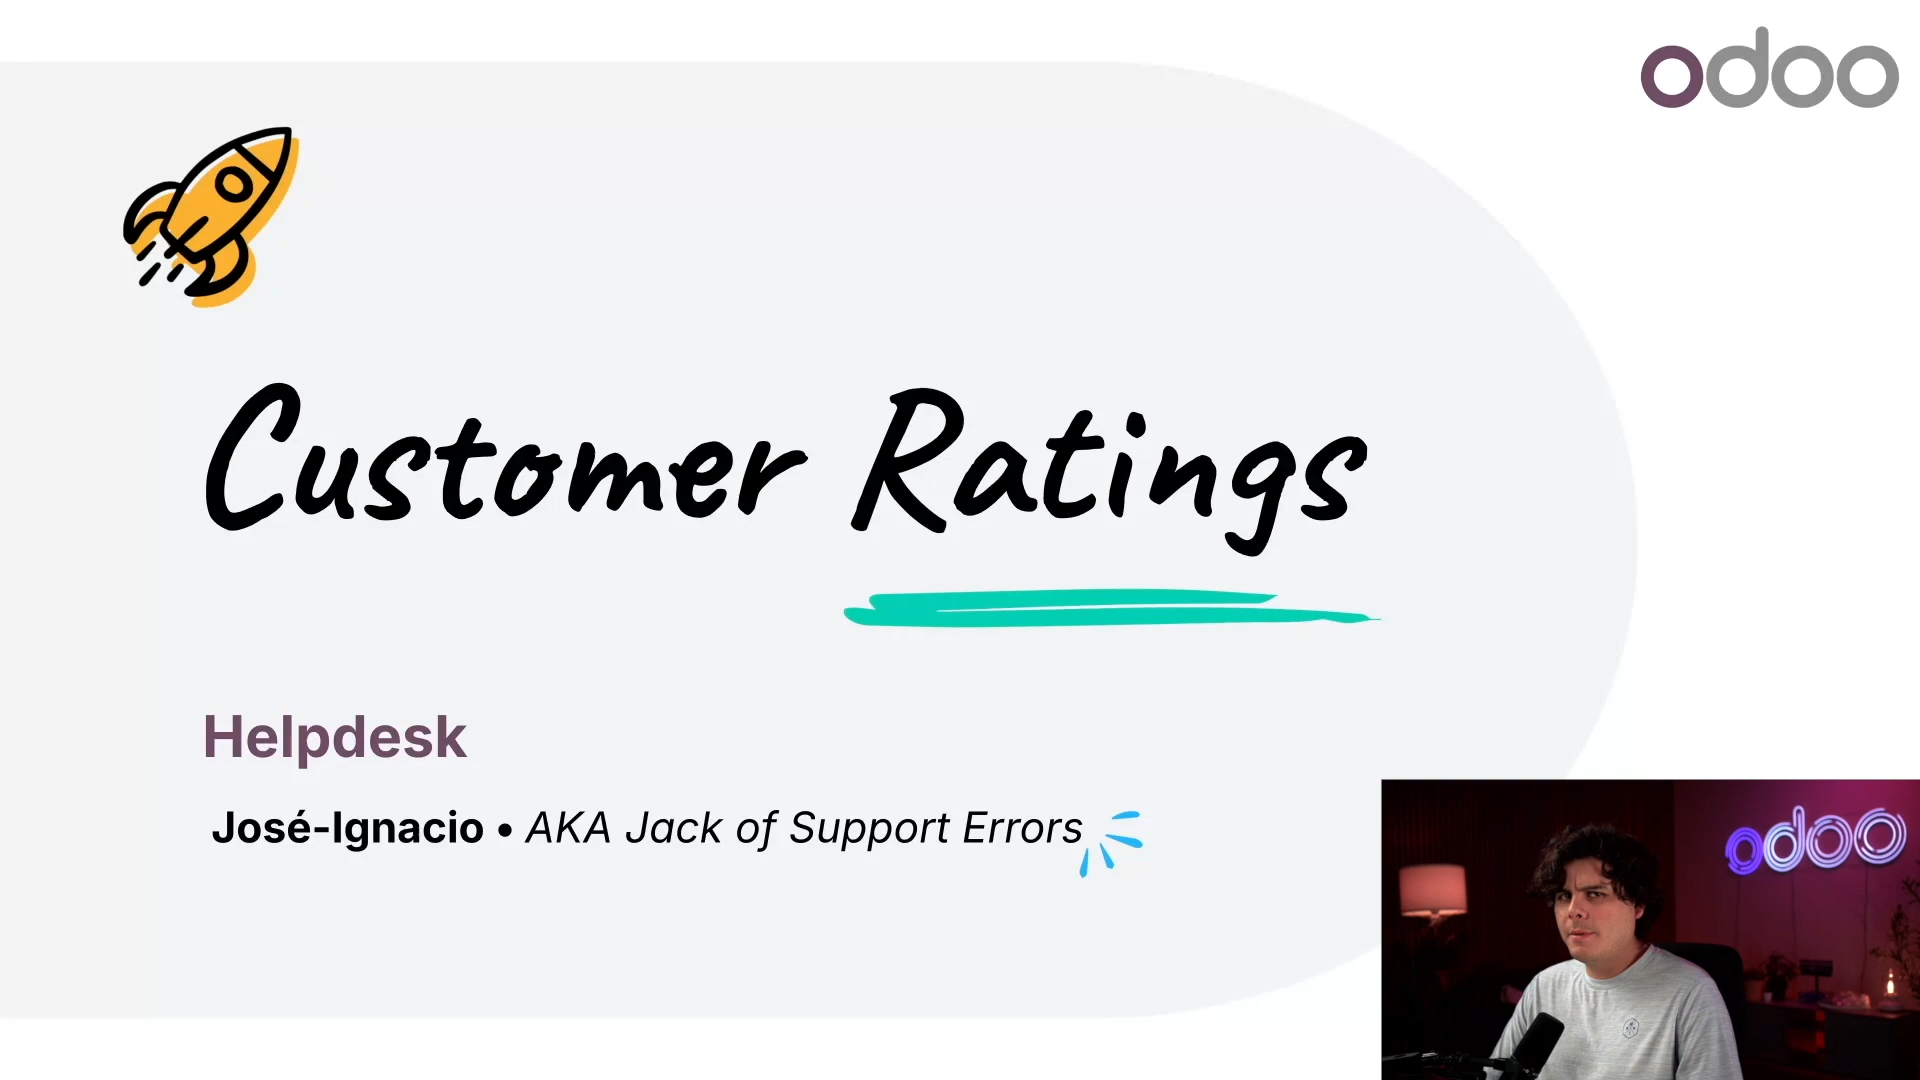 odoo
Customer Ratings
Helpdesk
José-Ignacio • AKA Jack of Support Errors
odoo